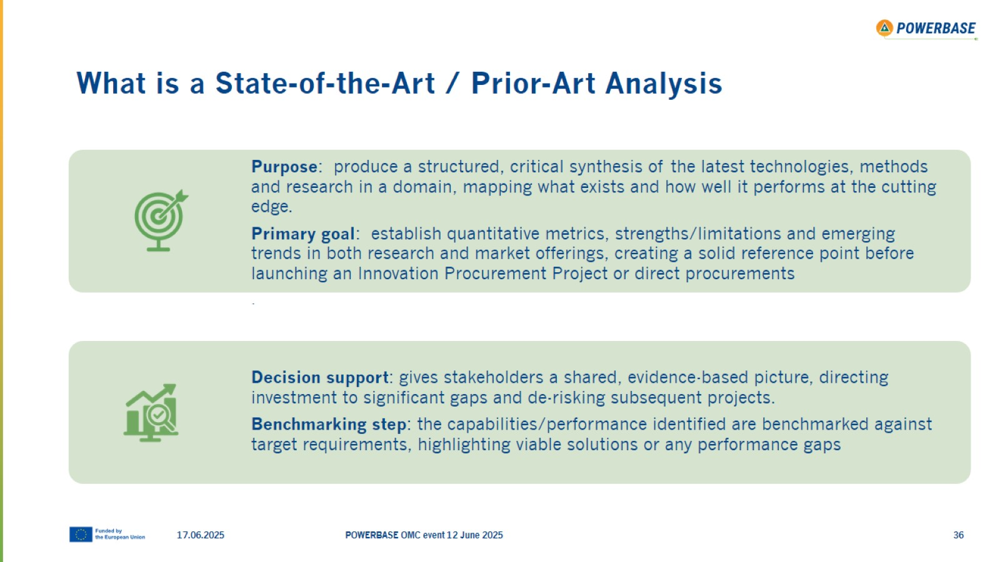 POWERBASE
What is a State-of-the-Art / Prior-Art Analysis
Purpose:  produce a structured, critical synthesis of the latest technologies, methods
and research in a domain, mapping what exists and how well it performs at the cutting
edge.
Primary goal:  establish quantitative metrics, strengths/limitations and emerging
trends in both research and market offerings, creating a solid reference point before
launching an Innovation Procurement Project or direct procurements
.
Decision support: gives stakeholders a shared, evidence-based picture, directing
investment to significant gaps and de-risking subsequent projects.
Benchmarking step: the capabilities/performance identified are benchmarked against
target requirements, highlighting viable solutions or any performance gaps
Funded by
the European Union
17.06.2025
POWERBASE OMC event 12 June 2025
36